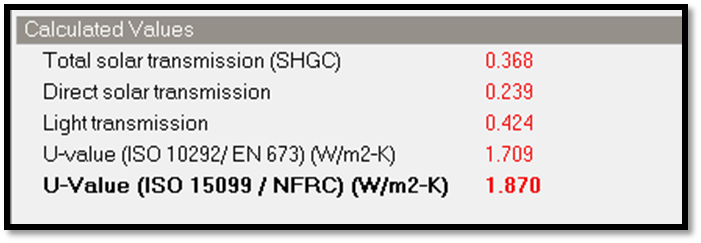 Calculated Values
Total solar transmission (SHGC) 0.368
Direct solar transmission 0.239
Light transmission 0.424
U-value (ISO 10292/ EN 673) (W/m2-K) 1.709
U-Value (ISO 15099 / NFRC) (W/m2-K) 1.870